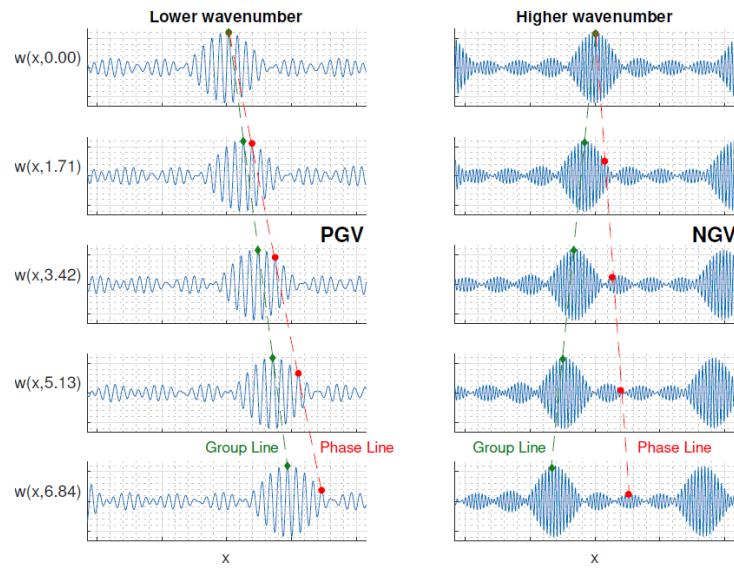 Lower wavenumber
Higher wavenumber
w(x,0.00)
w(x,1.71)
PGV
NGV
w(x,3.42)
w(x,5.13)
Group Line
Phase Line
Group Line
Phase Line
w(x,6.84)
x
x